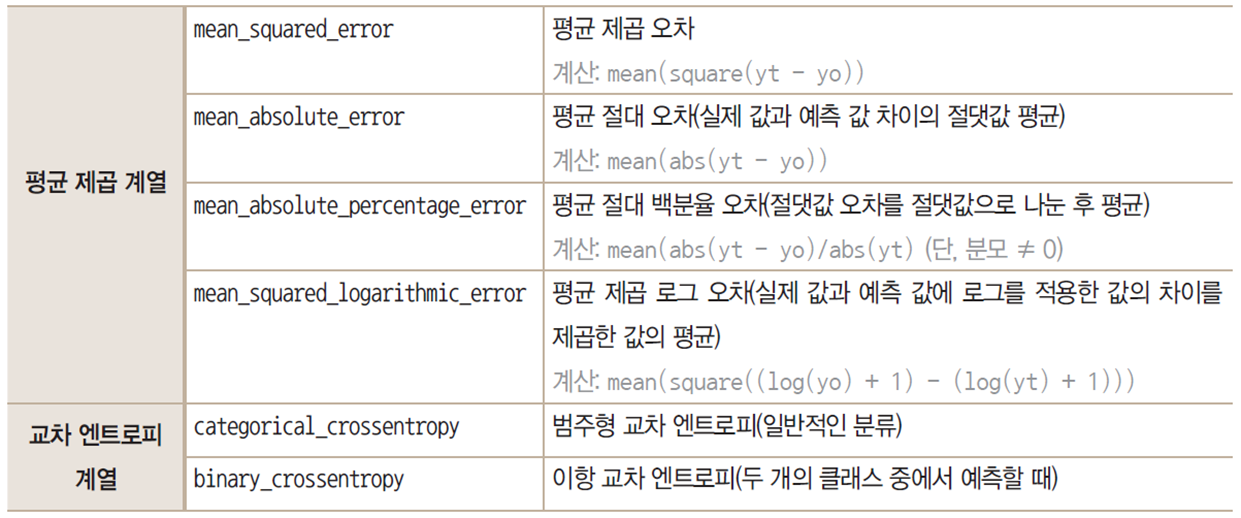 평균 제곱 계열
mean_squared_error
평균 제곱 오차
계산: mean(square(yt - yo))
mean_absolute_error
평균 절대 오차(실제 값과 예측 값 차이의 절댓값 평균)
계산: mean(abs(yt - yo))
mean_absolute_percentage_error
평균 절대 백분율 오차(절댓값 오차를 절댓값으로 나눈 후 평균)
계산: mean(abs(yt - yo)/abs(yt) (단, 분모 ≠ 0)
mean_squared_logarithmic_error
평균 제곱 로그 오차(실제 값과 예측 값에 로그를 적용한 값의 차이를
제곱한 값의 평균)
계산: mean(square((log(yo) + 1) - (log(yt) + 1)))
교차 엔트로피
계열
categorical_crossentropy
범주형 교차 엔트로피(일반적인 분류)
binary_crossentropy
이항 교차 엔트로피(두 개의 클래스 중에서 예측할 때)